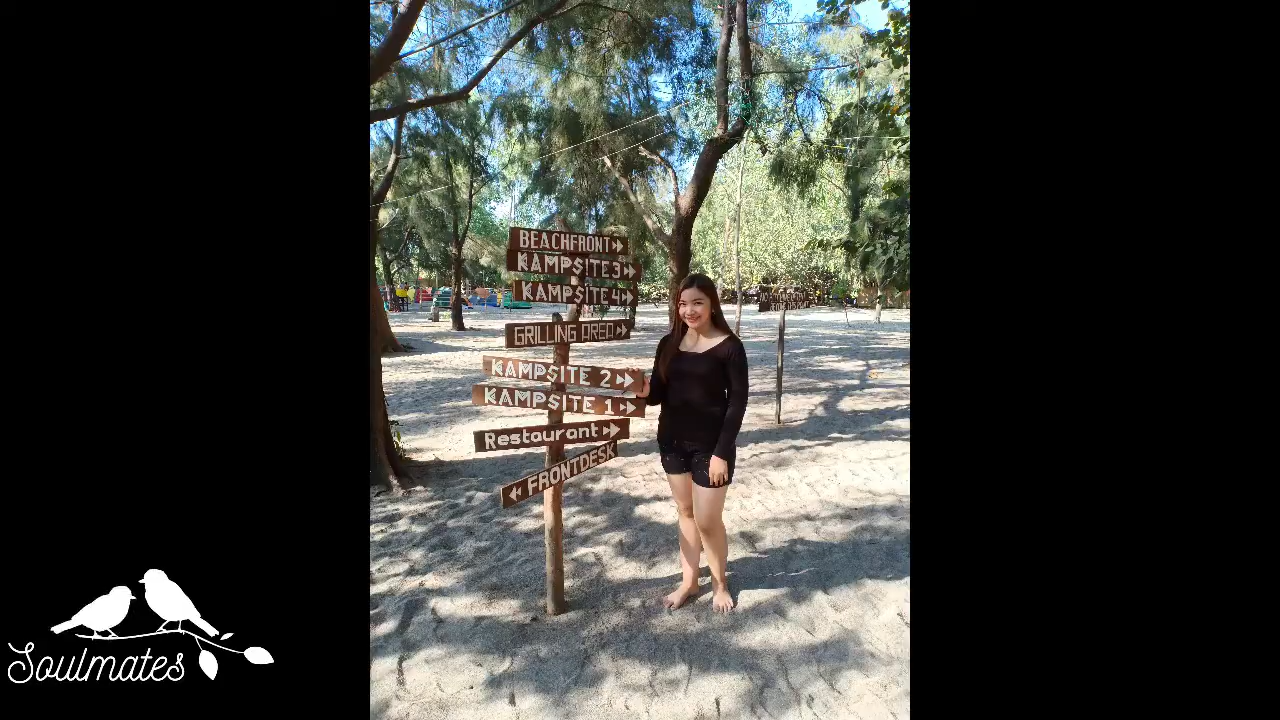 BEACHFRONT
KAMPSITE 3
KAMPSITE 4
GRILLING AREA
KAMPSITE 2
KAMPSITE 1
Restaurant
FRONTDESK
Soulmates